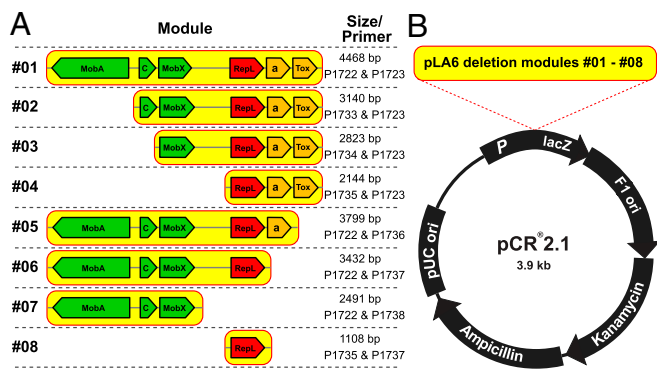 A
Module
Size/
Primer
#01
MobA
C
MobX
RepL
a
Tox
4468 bp
P1722 & P1723
#02
C
MobX
RepL
a
Tox
3140 bp
P1733 & P1723
#03
MobX
RepL
a
Tox
2823 bp
P1734 & P1723
#04
RepL
a
Tox
2144 bp
P1735 & P1723
#05
MobA
C
MobX
RepL
a
3799 bp
P1722 & P1736
#06
MobA
C
MobX
RepL
3432 bp
P1722 & P1737
#07
MobA
C
MobX
2491 bp
P1722 & P1738
#08
RepL
1108 bp
P1735 & P1737
B
pLA6 deletion modules #01 - #08
P
lacZ
F1 ori
Kanamycin
Ampicillin
pUC ori
pCR®2.1
3.9 kb